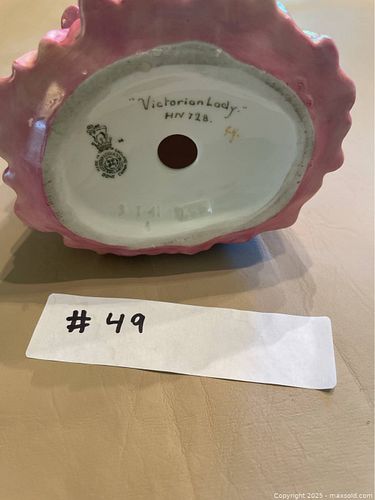 "Victorian Lady."
HN 728.
# 49
Copyright 2025 - maxsold.com